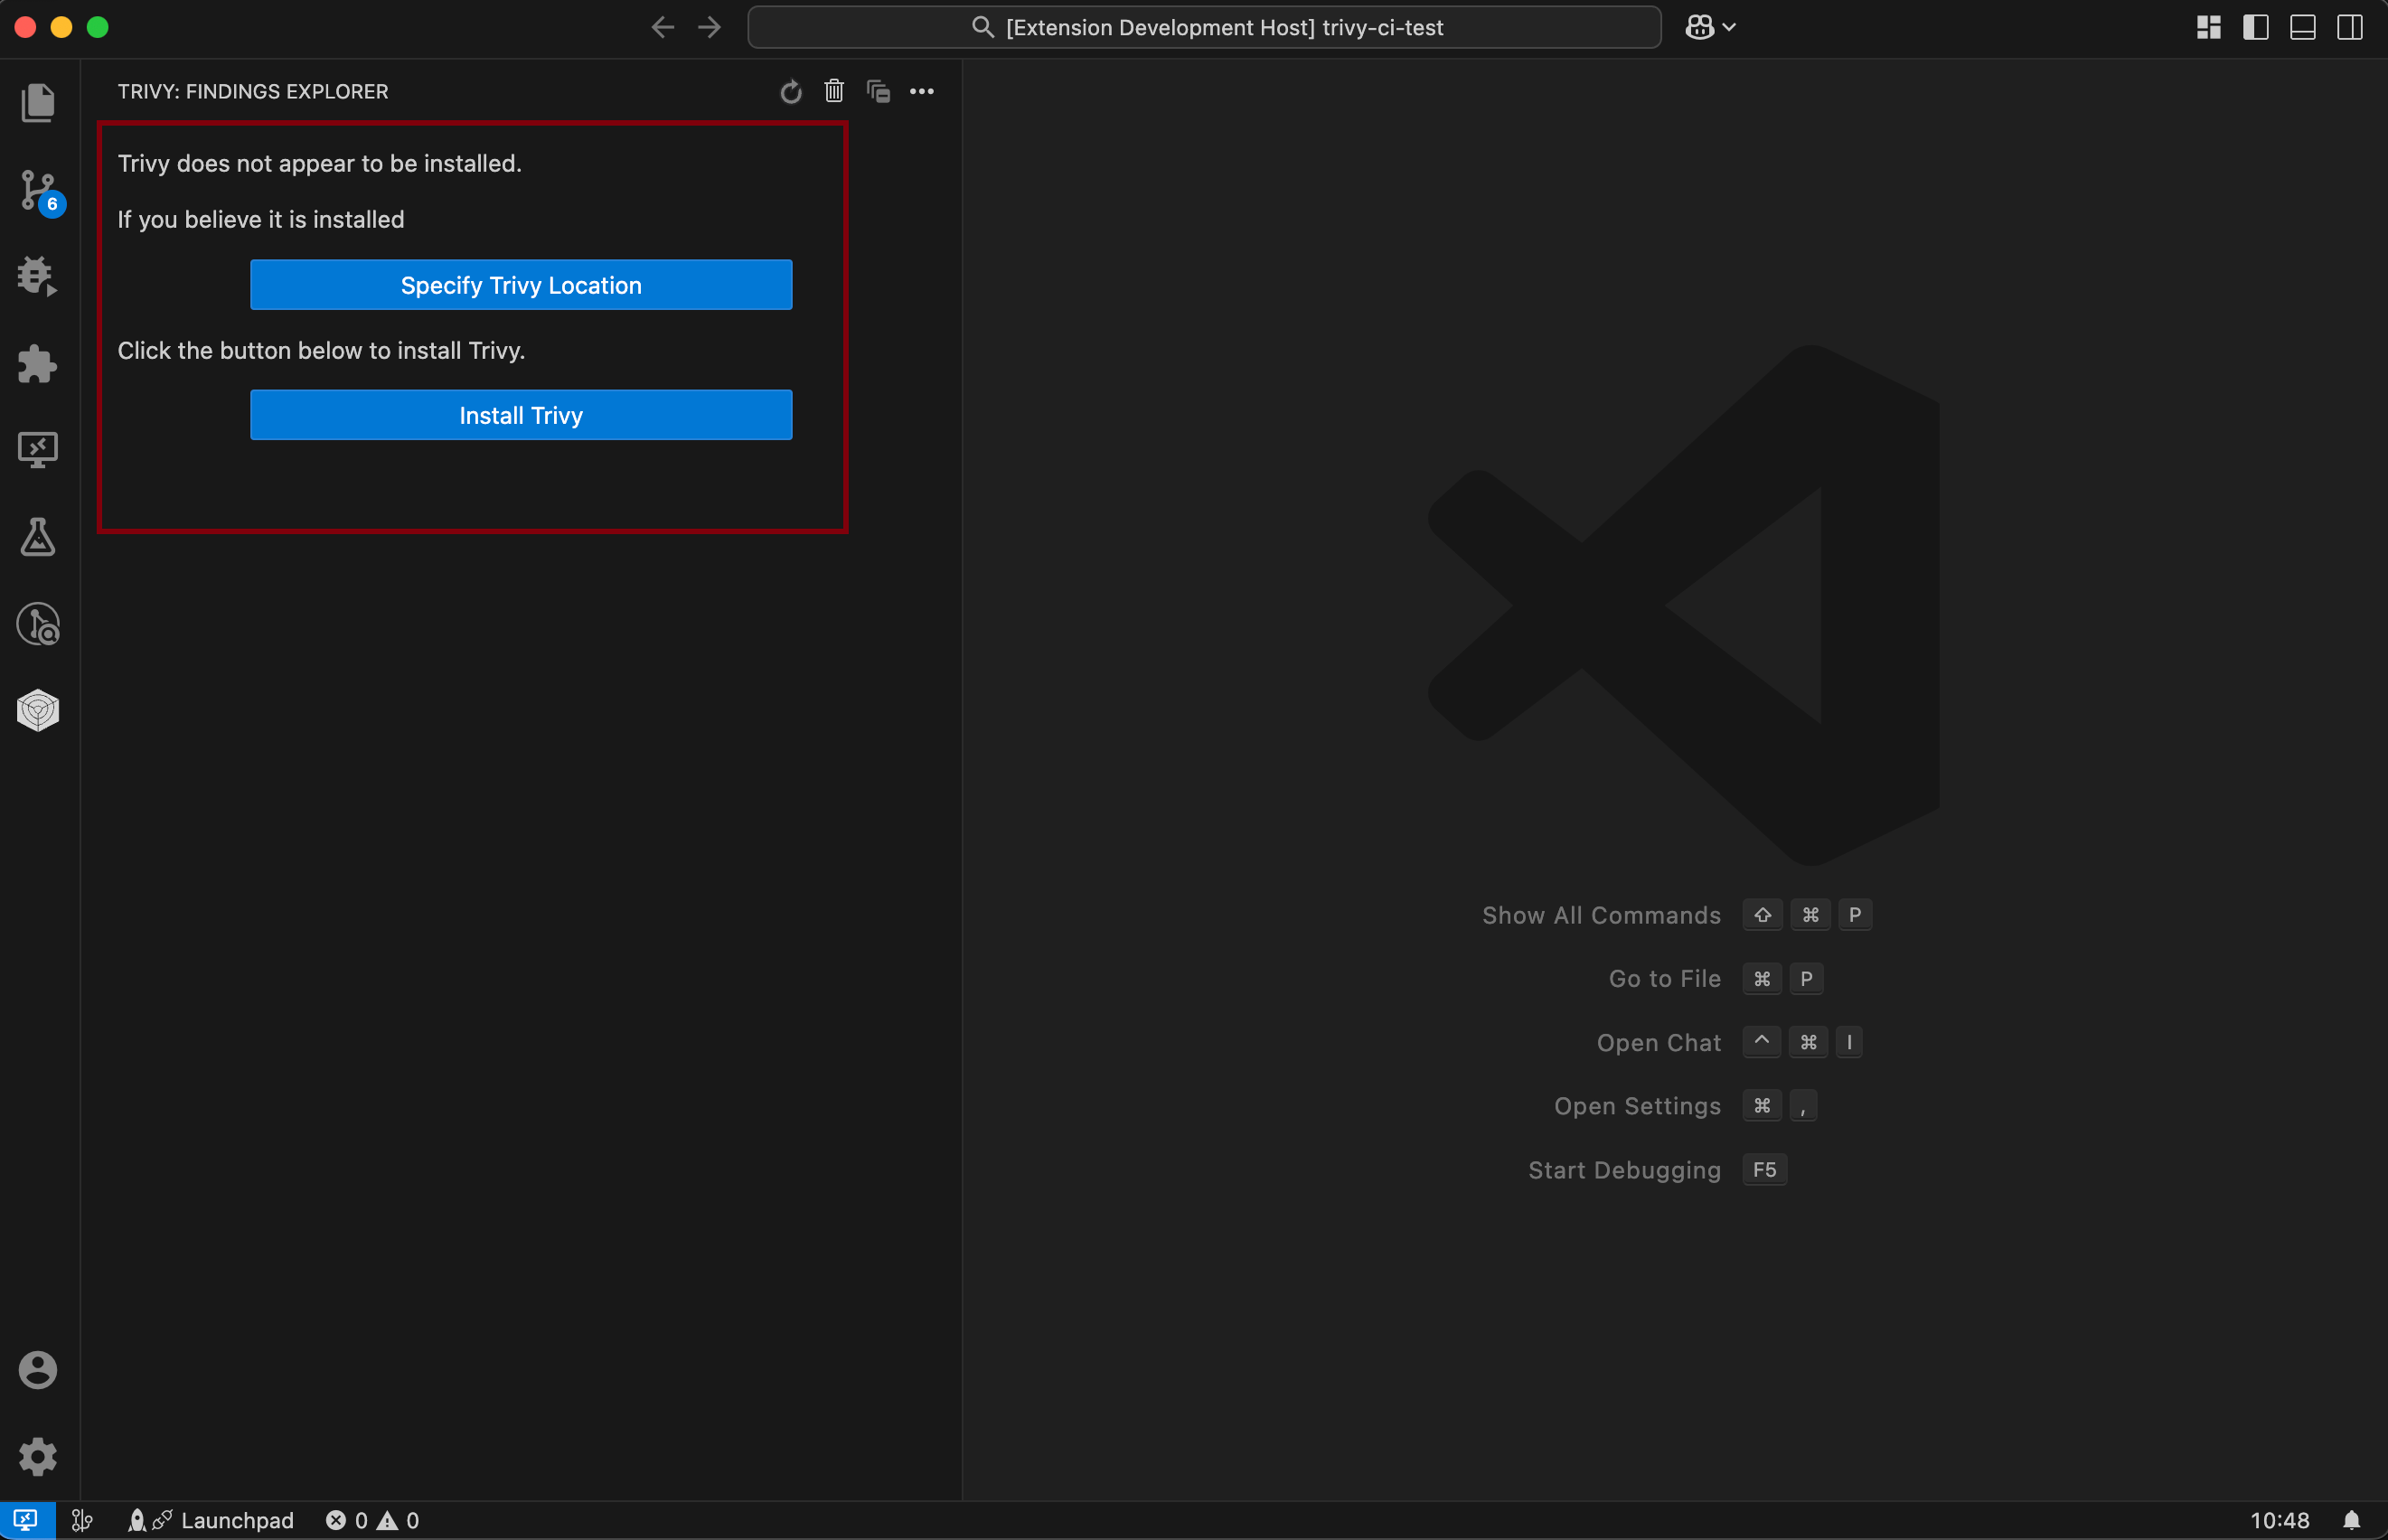 [Extension Development Host] trivy-ci-test
TRIVY: FINDINGS EXPLORER
Trivy does not appear to be installed.
If you believe it is installed
Specify Trivy Location
Click the button below to install Trivy.
Install Trivy
6
Show All Commands ⇧ ⌘ P
Go to File ⌘ P
Open Chat ^ ⌘ I
Open Settings ⌘ ,
Start Debugging F5
Launchpad 0 0 10:48